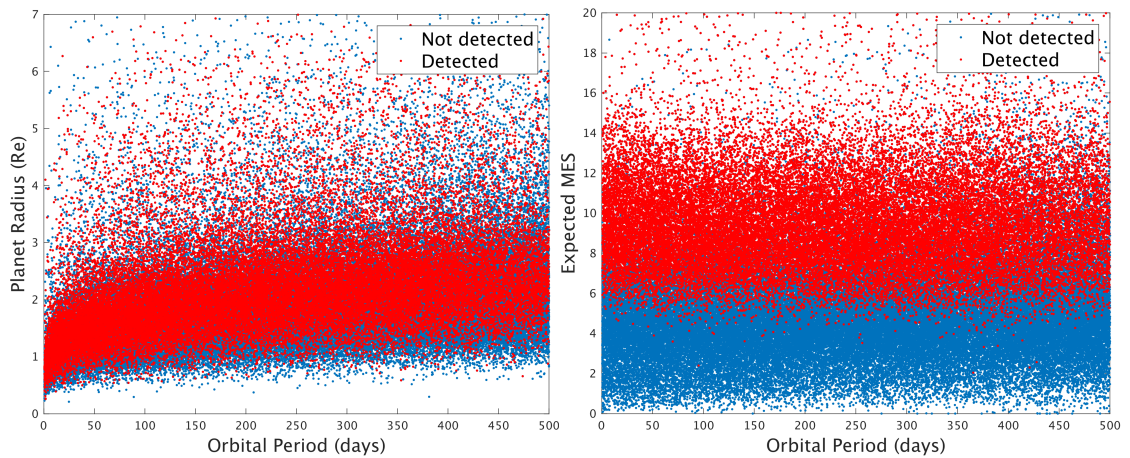 7
6
5
4
3
2
1
0
Planet Radius (Re)
Not detected
Detected
0 50 100 150 200 250 300 350 400 450 500
Orbital Period (days)
20
18
16
14
12
10
8
6
4
2
0
Expected MES
Not detected
Detected
0 50 100 150 200 250 300 350 400 450 500
Orbital Period (days)